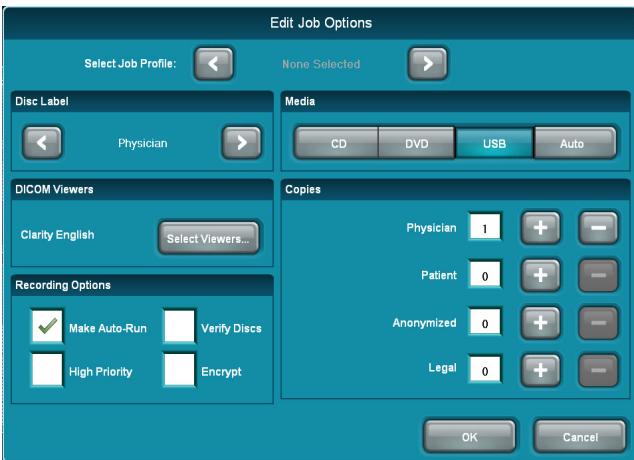 Edit Job Options
Select Job Profile: None Selected
Disc Label
Physician
Media
CD DVD USB Auto
DICOM Viewers
Clarity English Select Viewers...
Copies
Physician 1
Patient 0
Anonymized 0
Legal 0
Recording Options
Make Auto-Run Verify Discs
High Priority Encrypt
OK Cancel